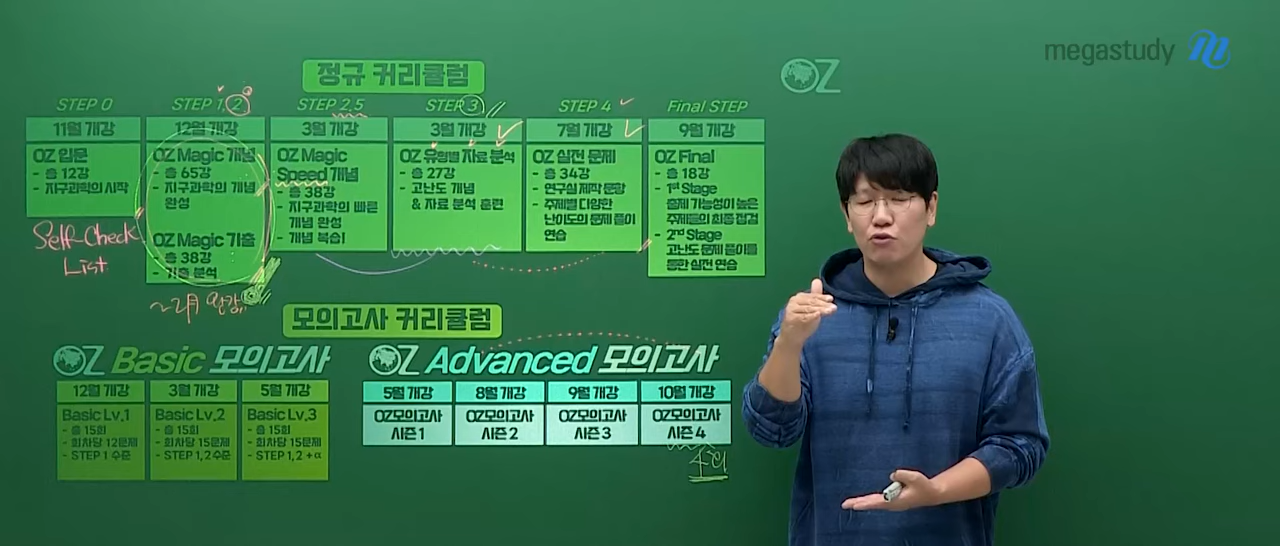 megastudy
정규 커리큘럼
OZ
STEP 0
11월 개강
OZ 입문
- 총 12강
- 지구과학의 시작
Self-Check
List
STEP 1, 2
12월 개강
OZ Magic 개념
- 총 65강
- 지구과학의 개념
완성
OZ Magic 기출
- 총 38강
- 기출 분석
~2月 완강
STEP 2.5
3월 개강
OZ Magic
Speed 개념
- 총 38강
- 지구과학의 빠른
개념 완성
- 개념 복습!
STEP 3
3월 개강
OZ 유형별 자료 분석
- 총 27강
- 고난도 개념
& 자료 분석 훈련
STEP 4
7월 개강
OZ 실전 문제
- 총 34강
- 연구실 제작 문항
- 주제별 다양한
난이도의 문제 풀이
연습
Final STEP
9월 개강
OZ Final
- 총 18강
- 1st Stage
출제 가능성이 높은
주제들의 최종 점검
- 2nd Stage
고난도 문제 풀이를
통한 실전 연습
모의고사 커리큘럼
OZ Basic 모의고사
12월 개강
Basic Lv.1
- 총 15회
- 회차당 12문제
- STEP 1 수준
3월 개강
Basic Lv.2
- 총 15회
- 회차당 15문제
- STEP 1,2 수준
5월 개강
Basic Lv.3
- 총 15회
- 회차당 15문제
- STEP 1,2 + α
OZ Advanced 모의고사
5월 개강
OZ모의고사
시즌 1
8월 개강
OZ모의고사
시즌 2
9월 개강
OZ모의고사
시즌 3
10월 개강
OZ모의고사
시즌 4
4회